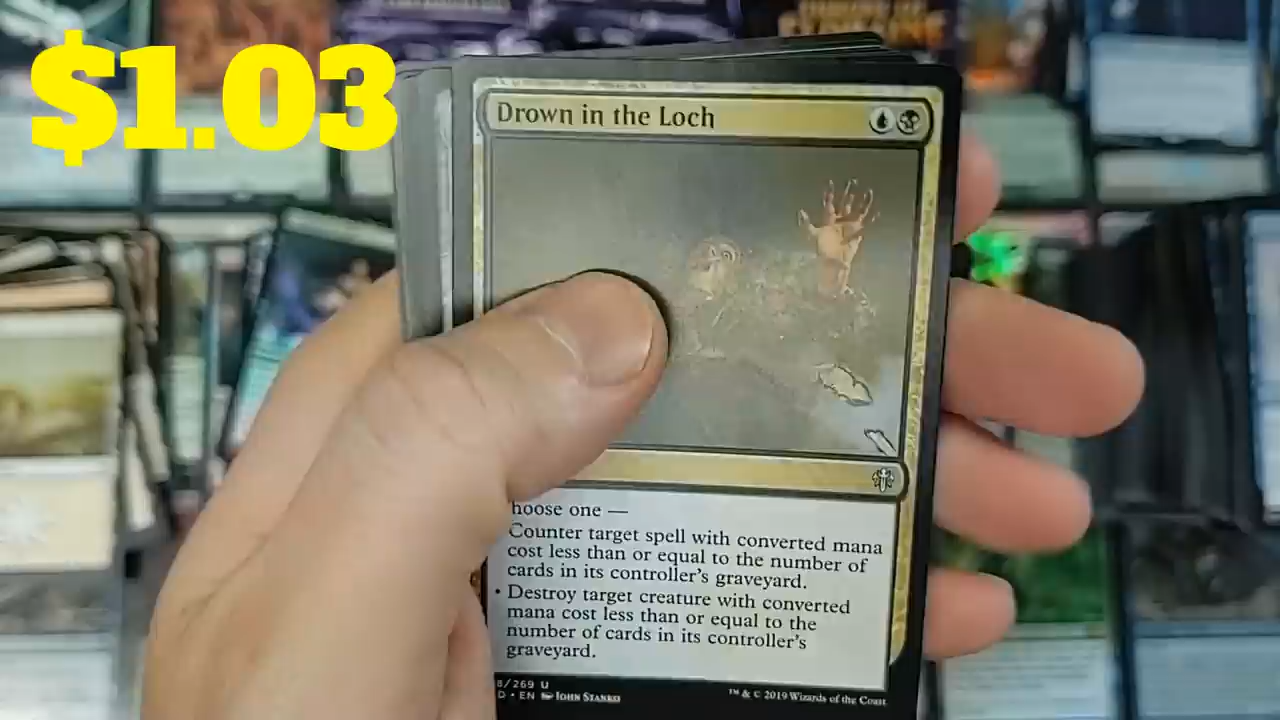 $1.03
Drown in the Loch
hoose one —
Counter target spell with converted mana
cost less than or equal to the number of
cards in its controller's graveyard.
• Destroy target creature with converted
mana cost less than or equal to the
number of cards in its controller's
graveyard.
8/269 U
D • EN John Stanko
™ & © 2019 Wizards of the Coast